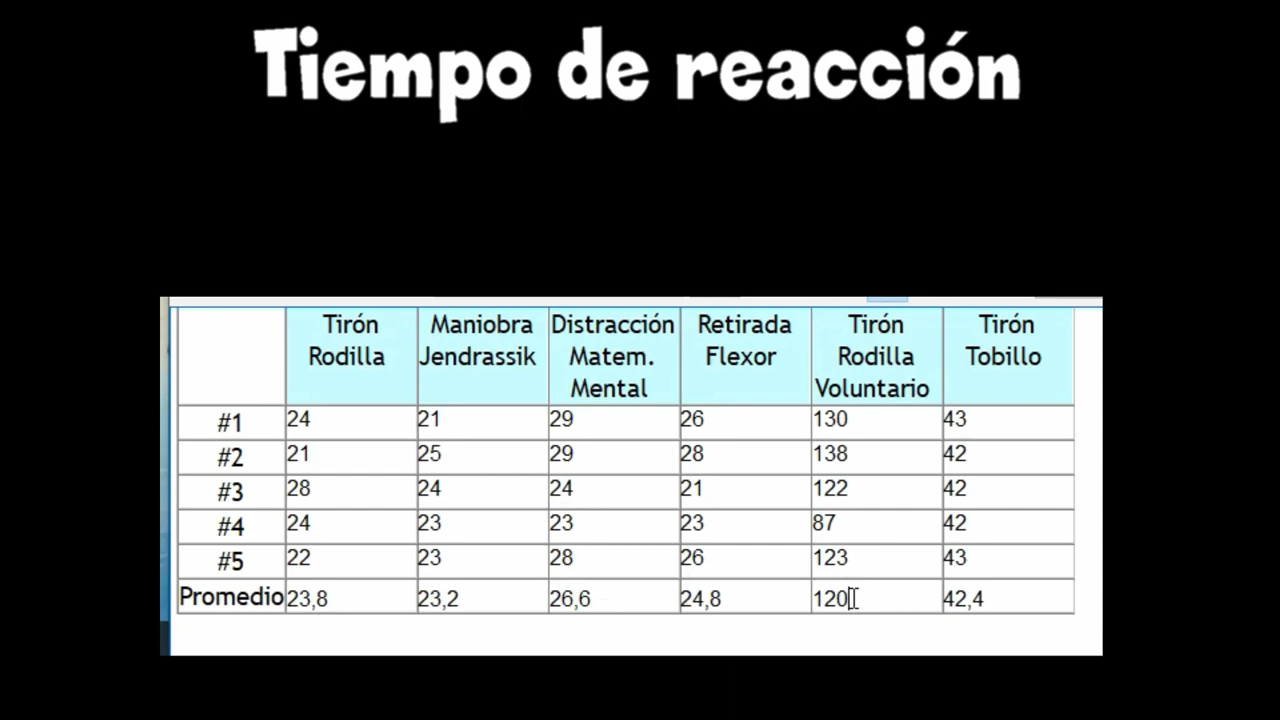 Tiempo de reacción
Tirón Rodilla Maniobra Jendrassik Distracción Matem. Mental Retirada Flexor Tirón Rodilla Voluntario Tirón Tobillo
#1 24 21 29 26 130 43
#2 21 25 29 28 138 42
#3 28 24 24 21 122 42
#4 24 23 23 23 87 42
#5 22 23 28 26 123 43
Promedio 23,8 23,2 26,6 24,8 120 42,4